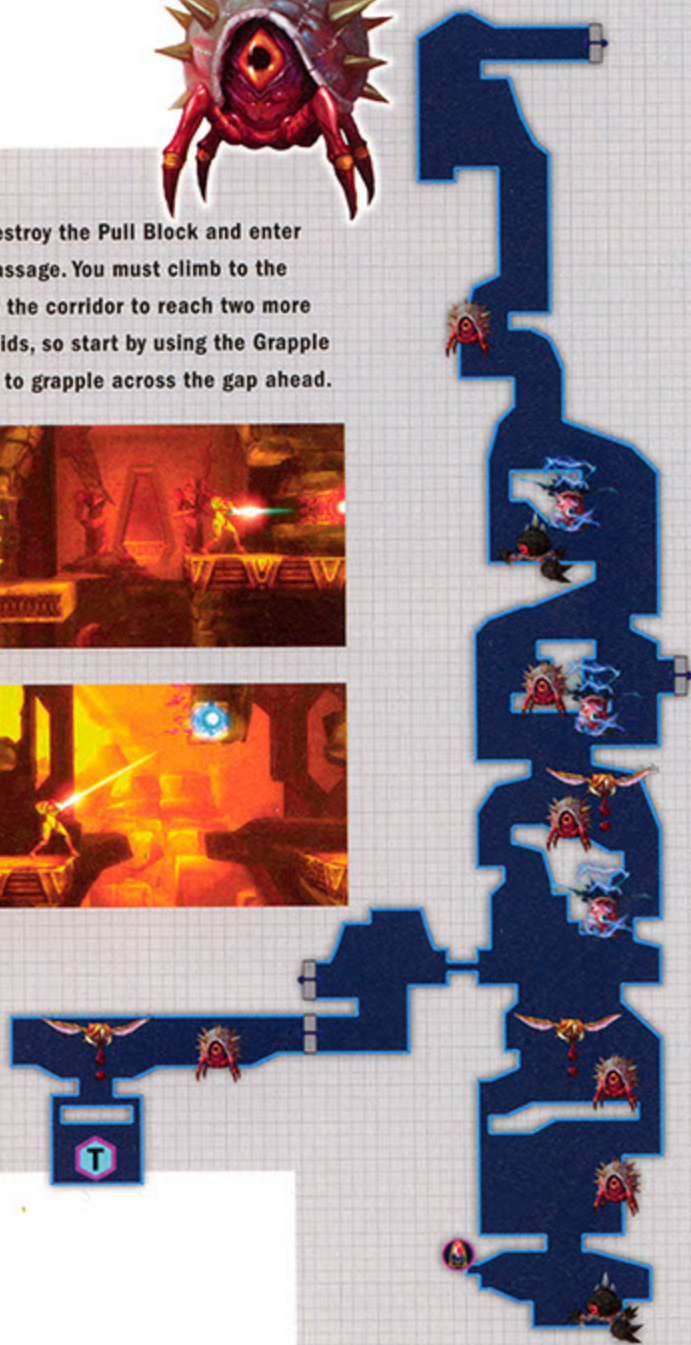 estroy the Pull Block and enter
assage. You must climb to the
the corridor to reach two more
ids, so start by using the Grapple
to grapple across the gap ahead.
T